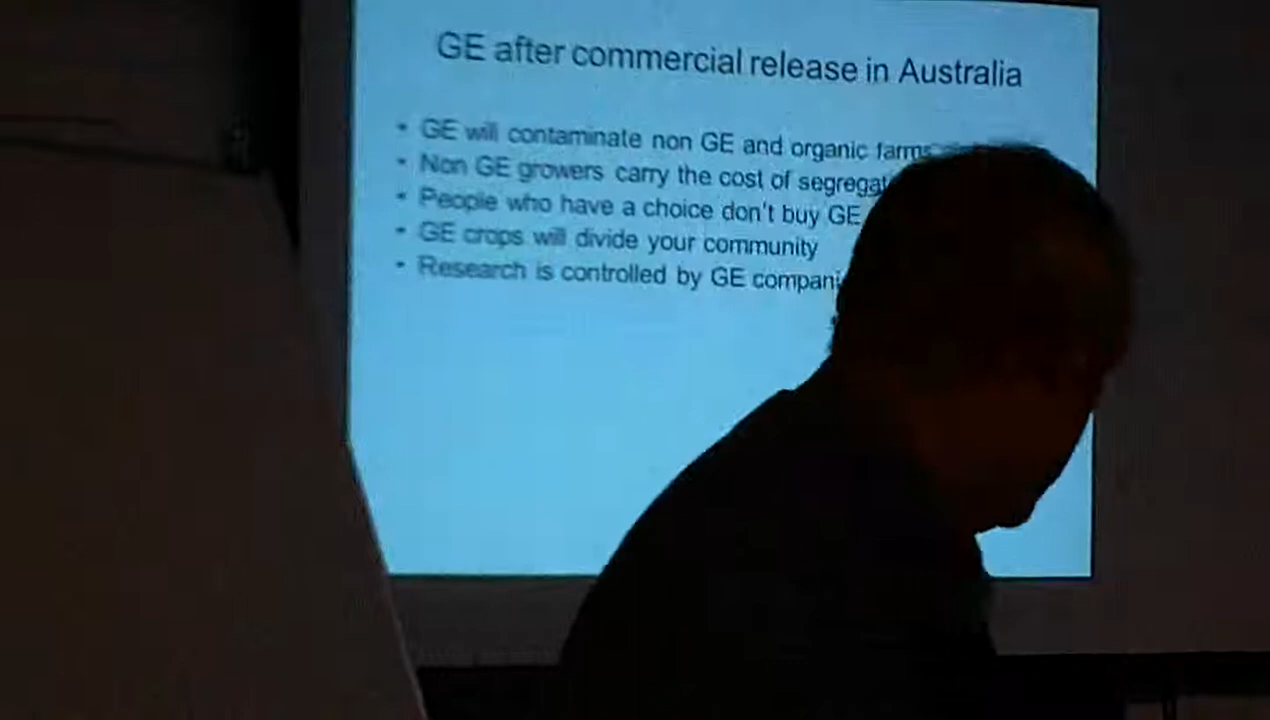 GE after commercial release in Australia
• GE will contaminate non GE and organic farms
• Non GE growers carry the cost of
• People who have a choice don't buy GE
• GE crops will divide your community
• Research is controlled by GE